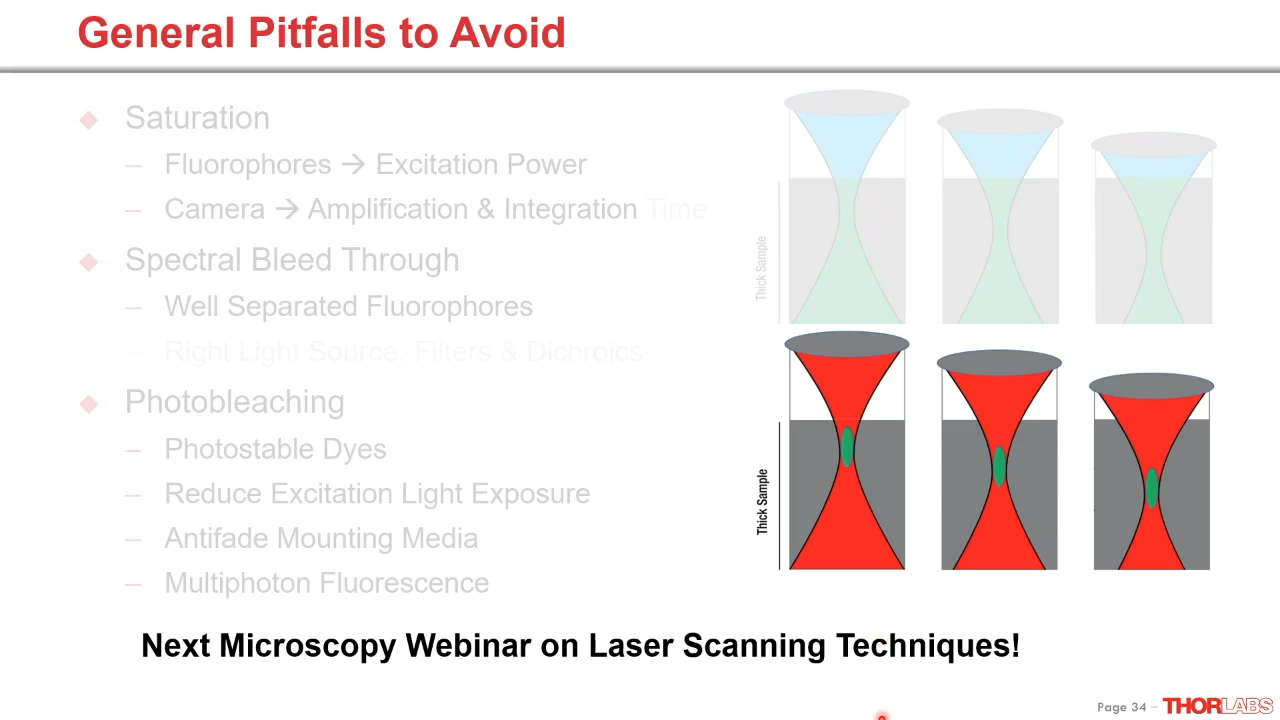 General Pitfalls to Avoid
Saturation
– Fluorophores → Excitation Power
– Camera → Amplification & Integration Time
Spectral Bleed Through
– Well Separated Fluorophores
– Right Light Source, Filters & Dichroics
Photobleaching
– Photostable Dyes
– Reduce Excitation Light Exposure
– Antifade Mounting Media
– Multiphoton Fluorescence
Thick Sample
Thick Sample
Next Microscopy Webinar on Laser Scanning Techniques!
Page 34 – THORLABS